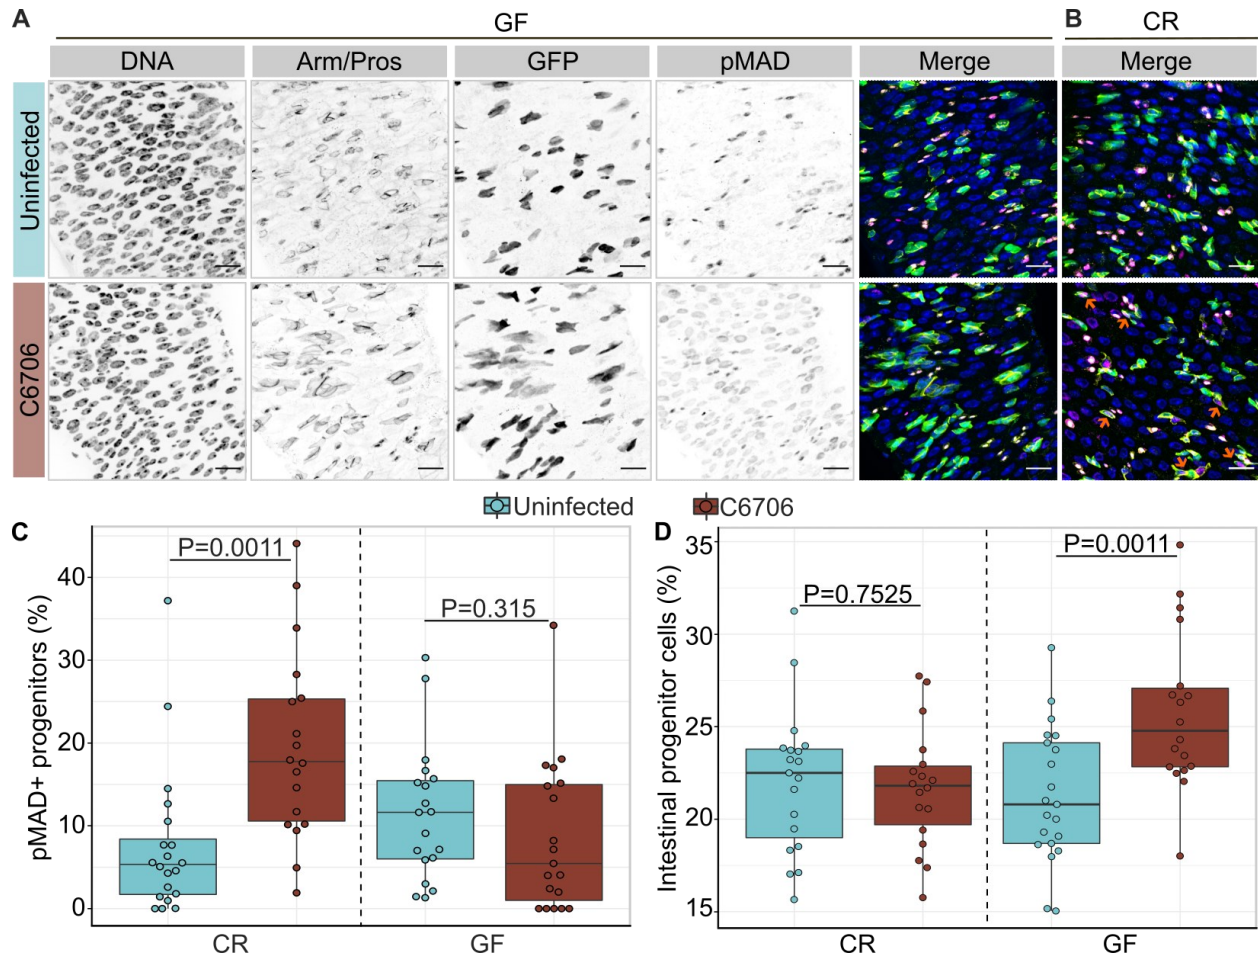 A GF B CR
DNA Arm/Pros GFP pMAD Merge Merge
Uninfected
C6706
Uninfected C6706
C
pMAD+ progenitors (%)
40
30
20
10
0
P=0.0011
P=0.315
CR GF
D
Intestinal progenitor cells (%)
35
30
25
20
15
P=0.7525
P=0.0011
CR GF